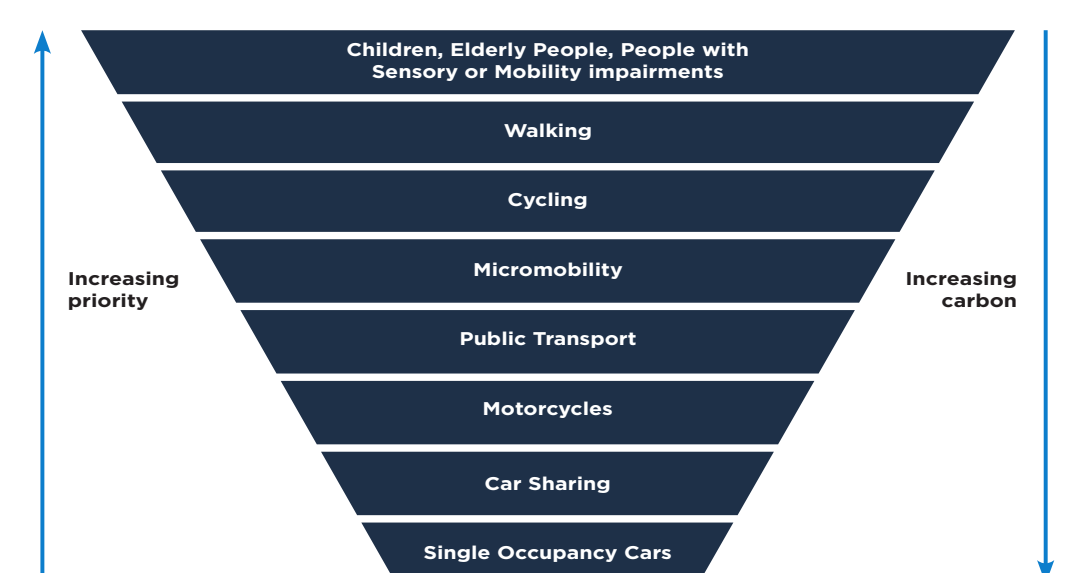 Children, Elderly People, People with
Sensory or Mobility impairments
Walking
Cycling
Micromobility
Increasing
priority
Increasing
carbon
Public Transport
Motorcycles
Car Sharing
Single Occupancy Cars